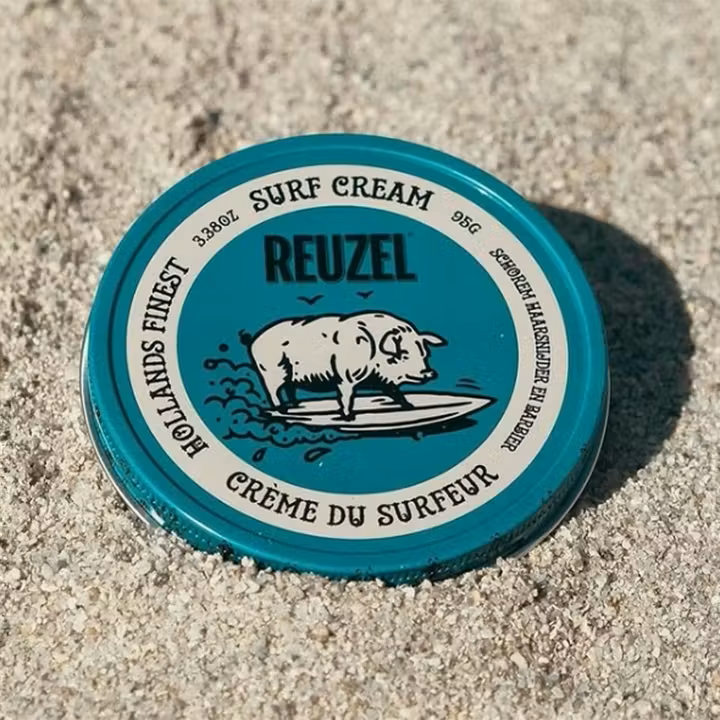 SURF CREAM
3.38OZ
95G
REUZEL
HOLLANDS FINEST
SCHOREM HAARSNIJDER EN BARBIER
CRÈME DU SURFEUR